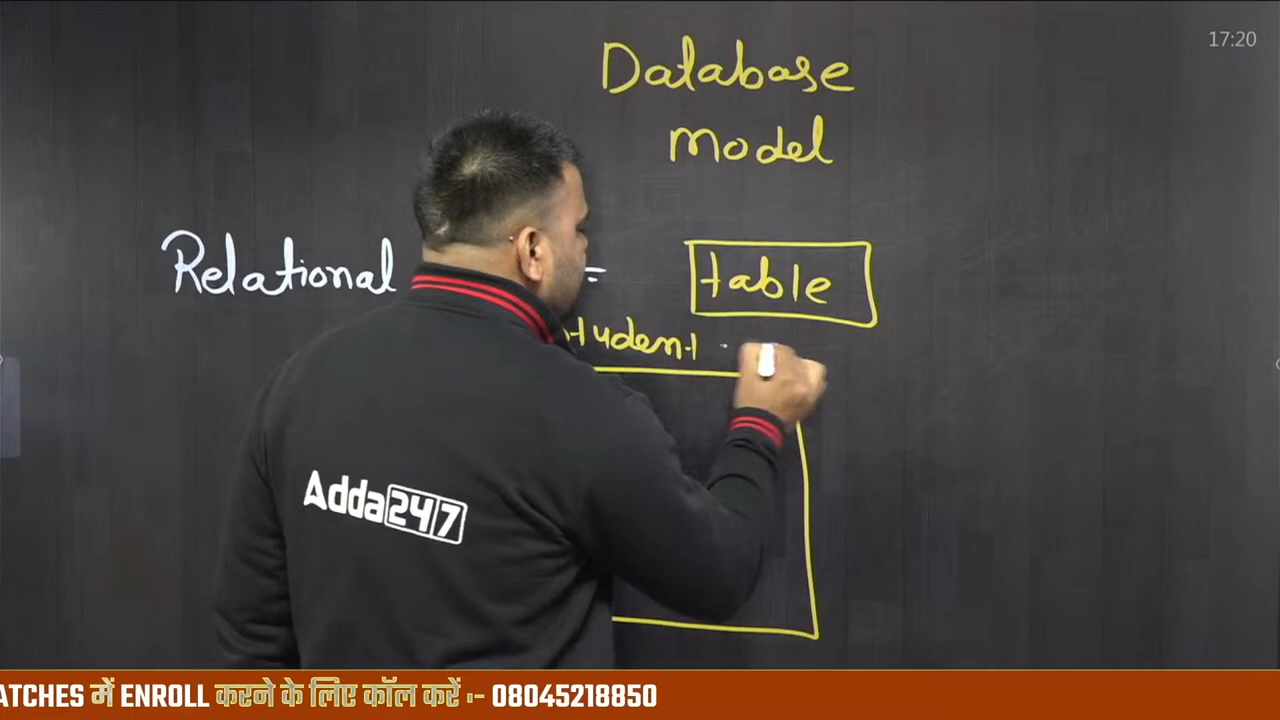 17:20
Database
Model
Relational =
table
tudent
Adda247
ATCHES में ENROLL करने के लिए कॉल करें :- 08045218850